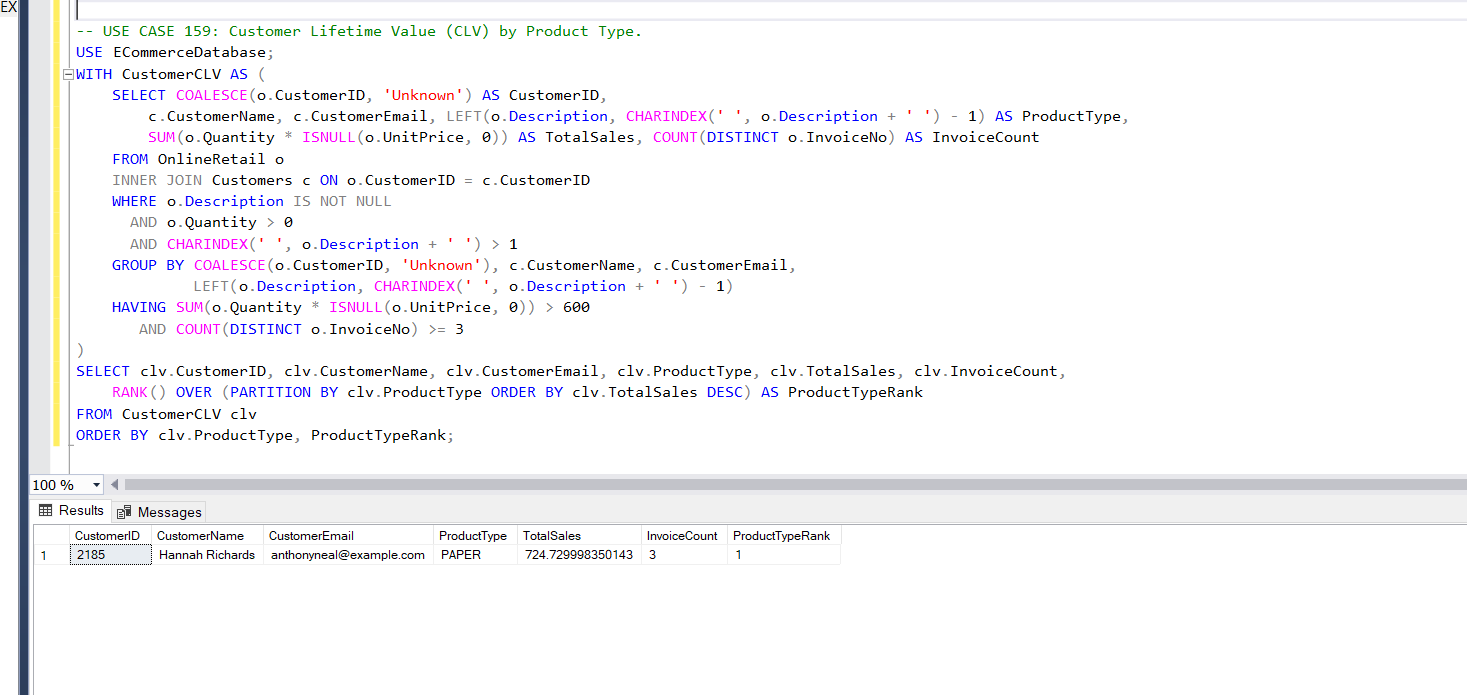 EX
-- USE CASE 159: Customer Lifetime Value (CLV) by Product Type.
USE ECommerceDatabase;
WITH CustomerCLV AS (
    SELECT COALESCE(o.CustomerID, 'Unknown') AS CustomerID,
        c.CustomerName, c.CustomerEmail, LEFT(o.Description, CHARINDEX(' ', o.Description + ' ') - 1) AS ProductType,
        SUM(o.Quantity * ISNULL(o.UnitPrice, 0)) AS TotalSales, COUNT(DISTINCT o.InvoiceNo) AS InvoiceCount
    FROM OnlineRetail o
    INNER JOIN Customers c ON o.CustomerID = c.CustomerID
    WHERE o.Description IS NOT NULL
      AND o.Quantity > 0
      AND CHARINDEX(' ', o.Description + ' ') > 1
    GROUP BY COALESCE(o.CustomerID, 'Unknown'), c.CustomerName, c.CustomerEmail,
             LEFT(o.Description, CHARINDEX(' ', o.Description + ' ') - 1)
    HAVING SUM(o.Quantity * ISNULL(o.UnitPrice, 0)) > 600
       AND COUNT(DISTINCT o.InvoiceNo) >= 3
)
SELECT clv.CustomerID, clv.CustomerName, clv.CustomerEmail, clv.ProductType, clv.TotalSales, clv.InvoiceCount,
    RANK() OVER (PARTITION BY clv.ProductType ORDER BY clv.TotalSales DESC) AS ProductTypeRank
FROM CustomerCLV clv
ORDER BY clv.ProductType, ProductTypeRank;
100 %
Results Messages
CustomerID CustomerName CustomerEmail ProductType TotalSales InvoiceCount ProductTypeRank
1 2185 Hannah Richards anthonyneal@example.com PAPER 724.729998350143 3 1